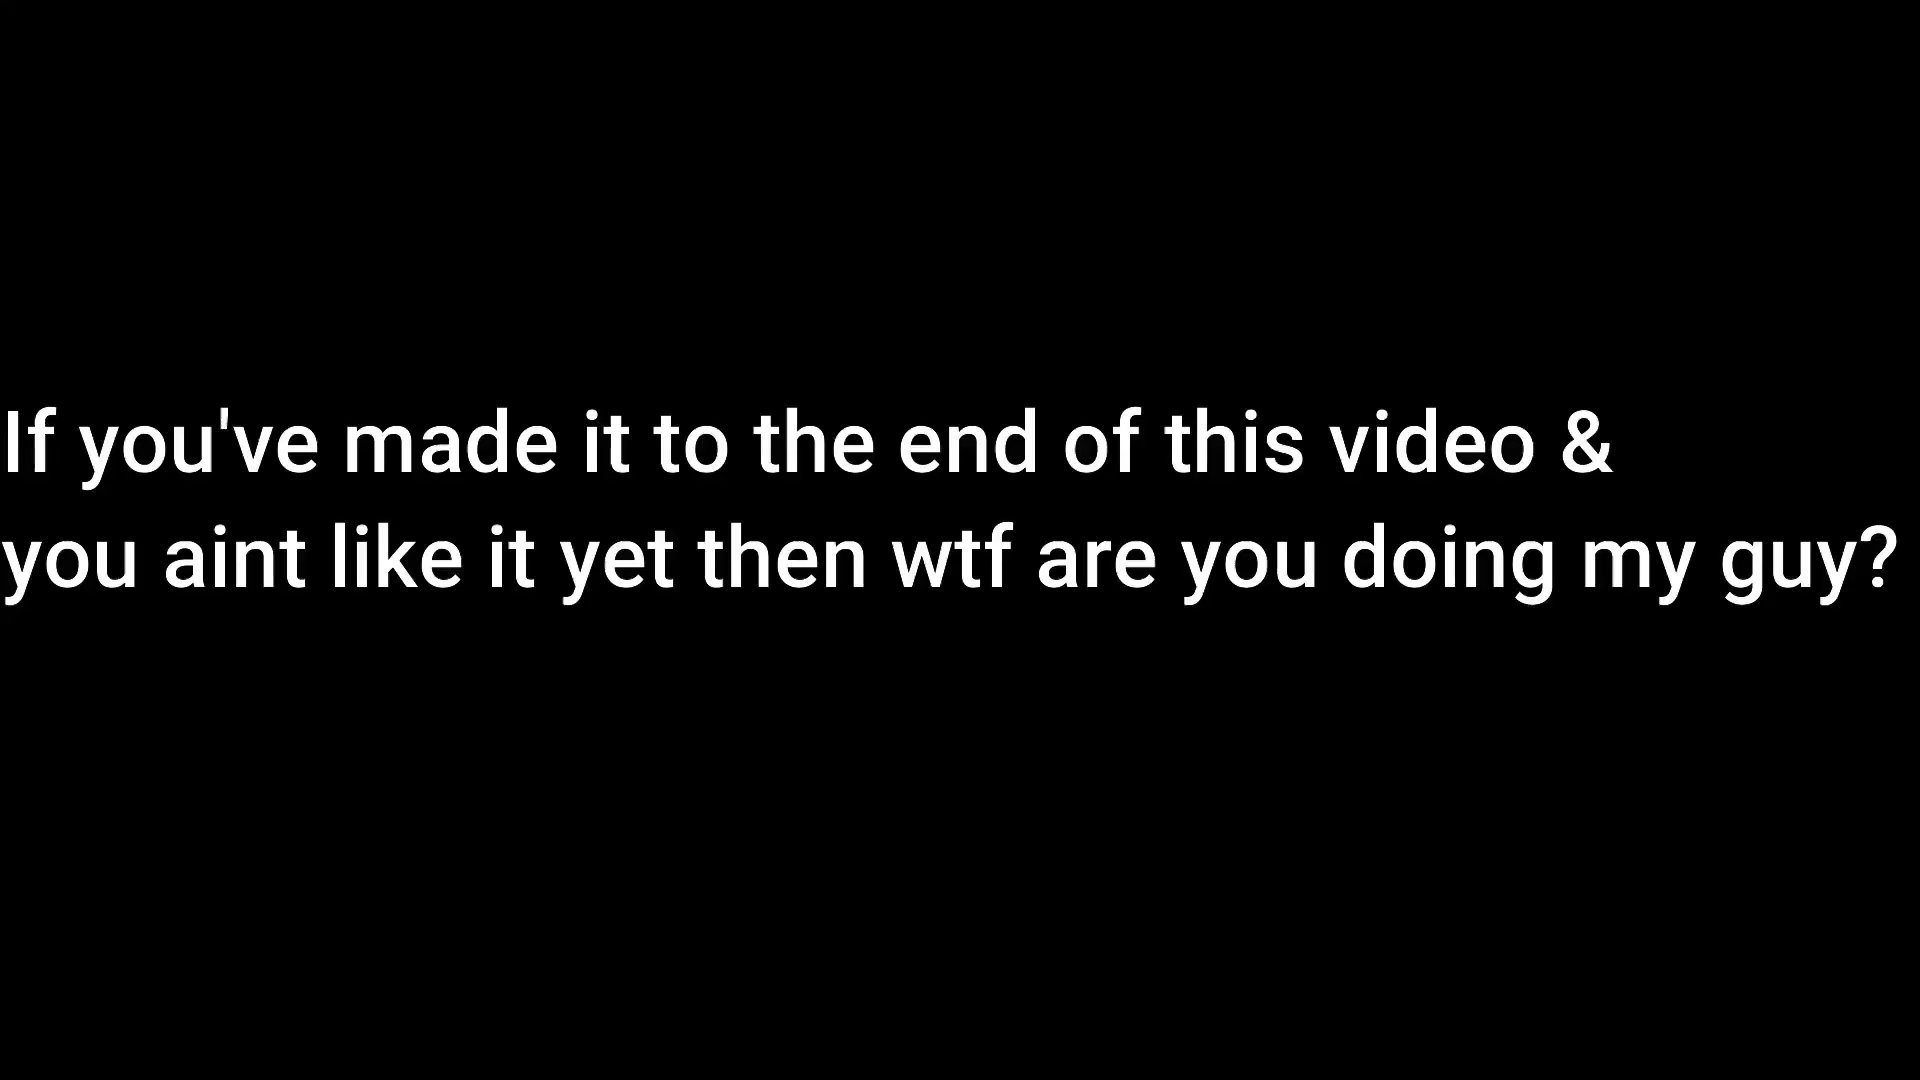 If you've made it to the end of this video &
you aint like it yet then wtf are you doing my guy?